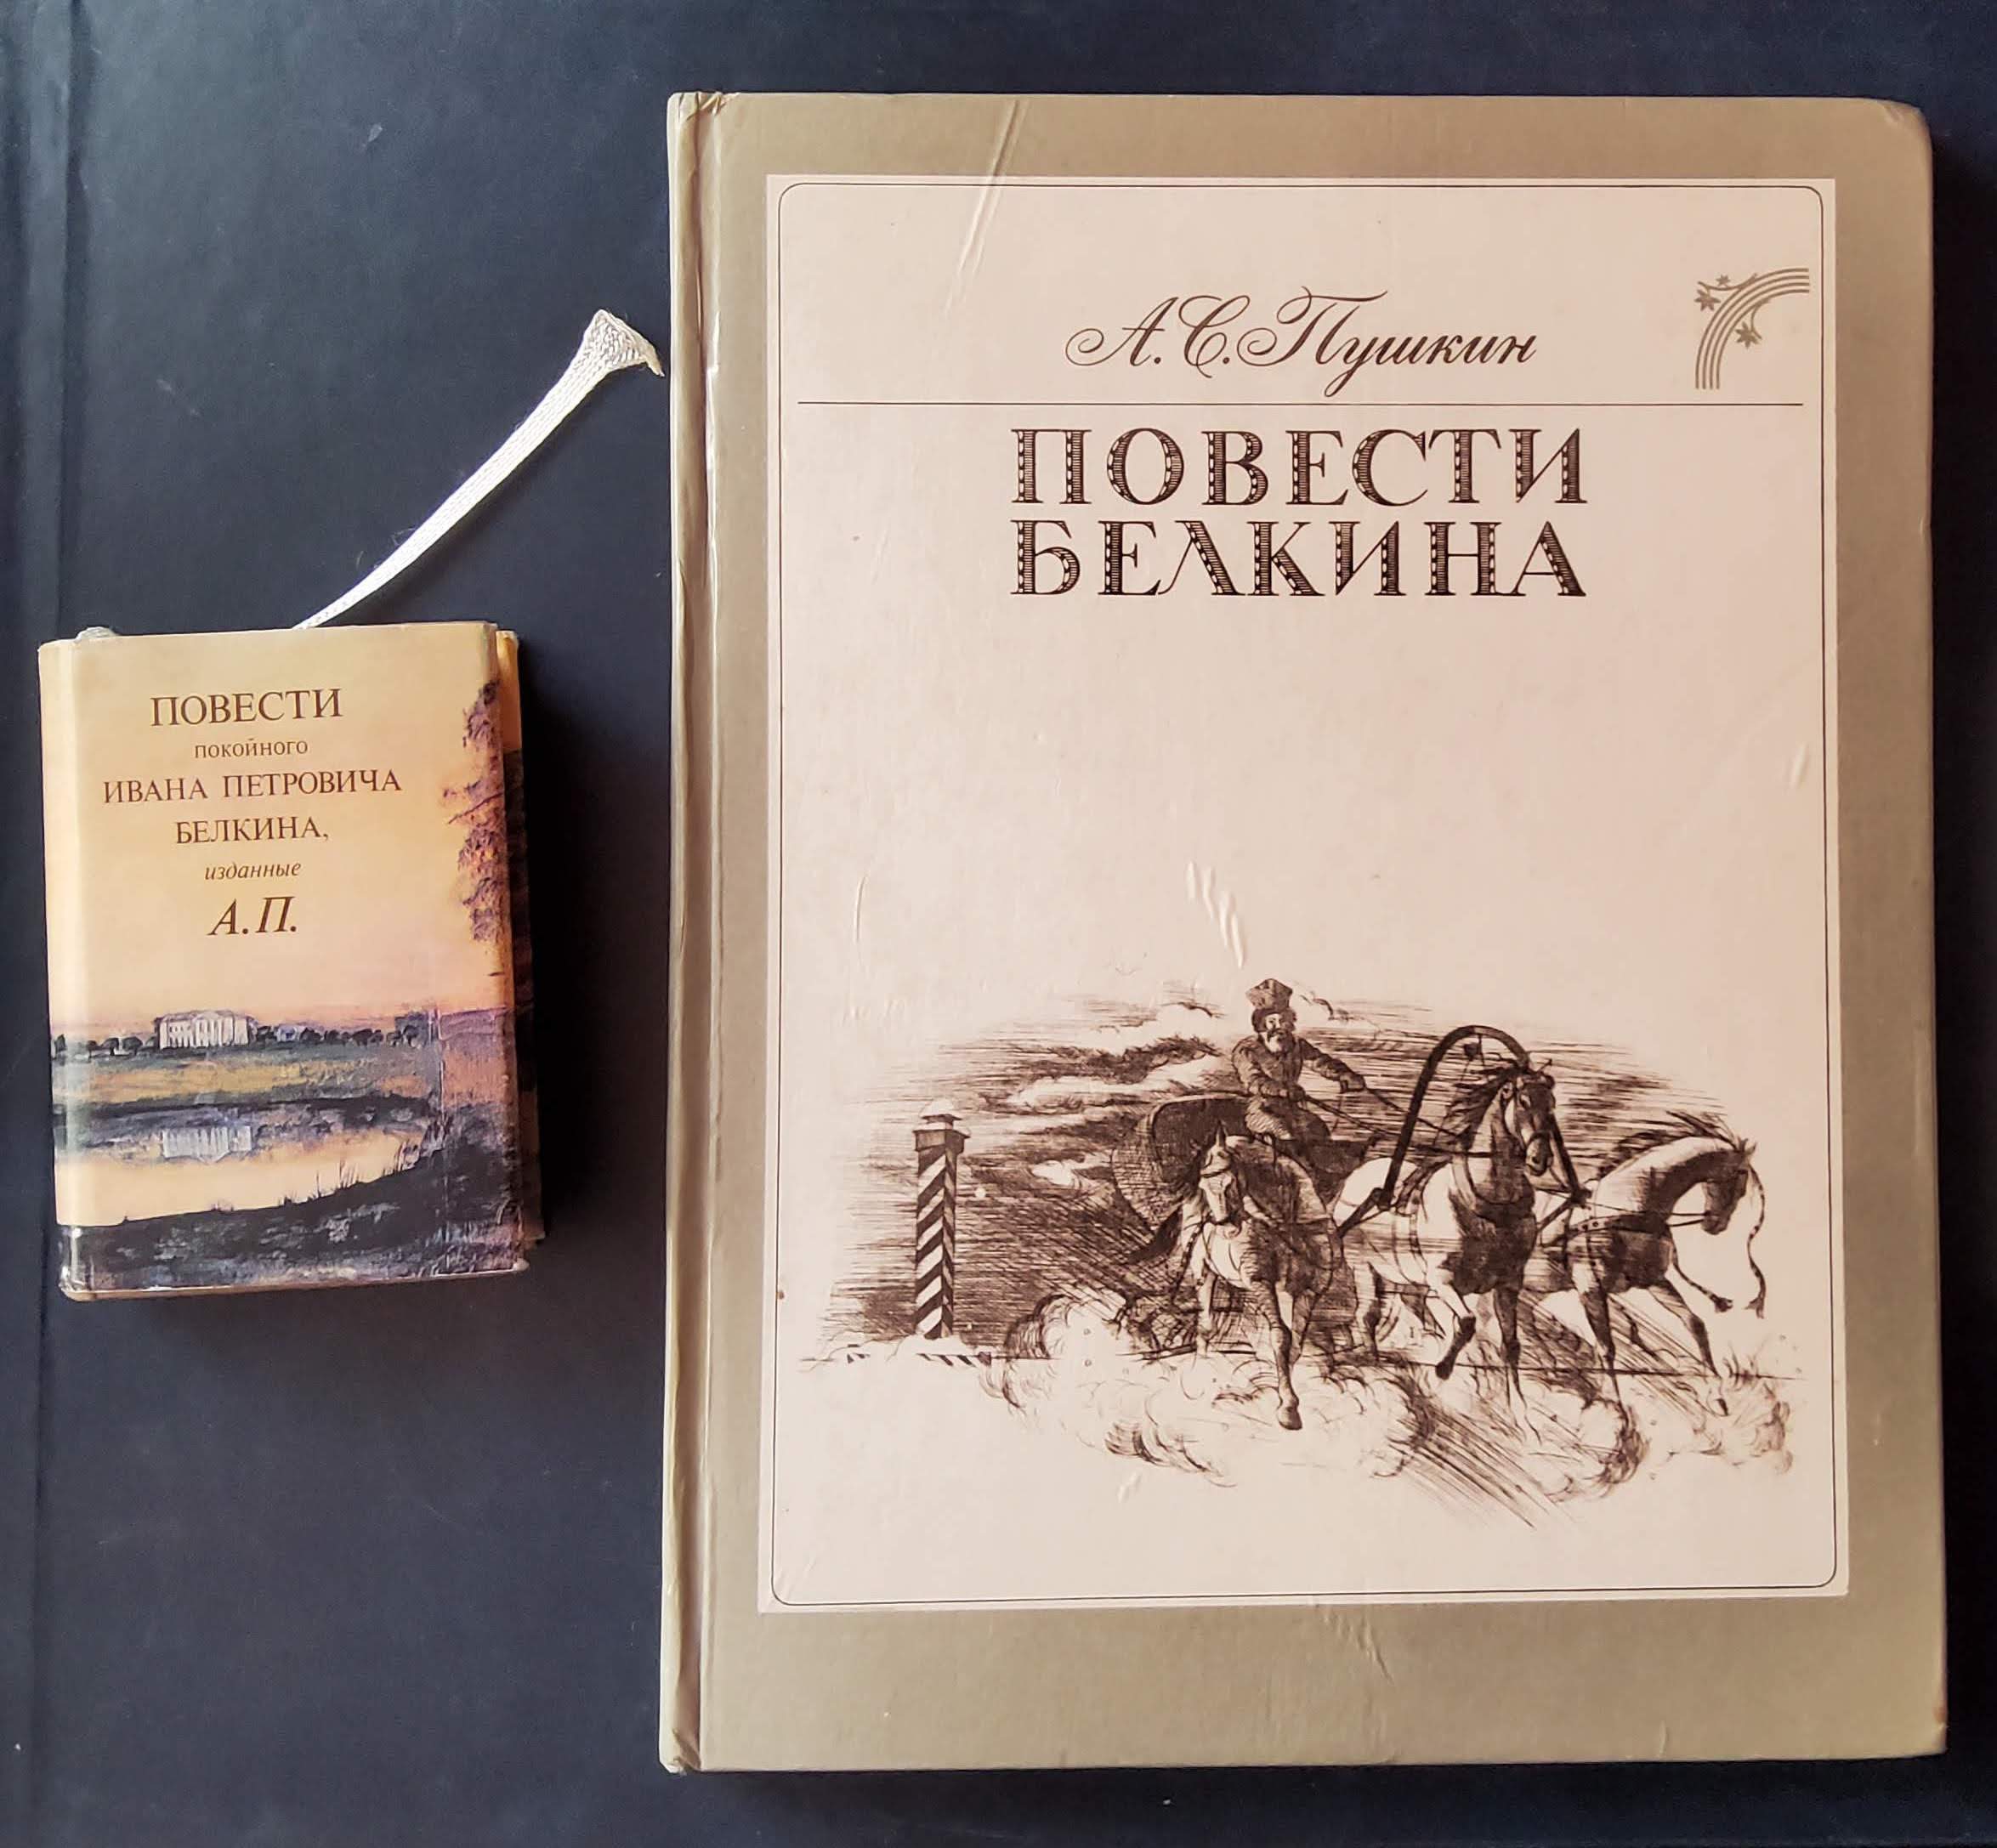 ПОВЕСТИ
покойного
ИВАНА ПЕТРОВИЧА
БЕЛКИНА,
изданные
А.П.
А.С.Пушкин
ПОВЕСТИ
БЕЛКИНА